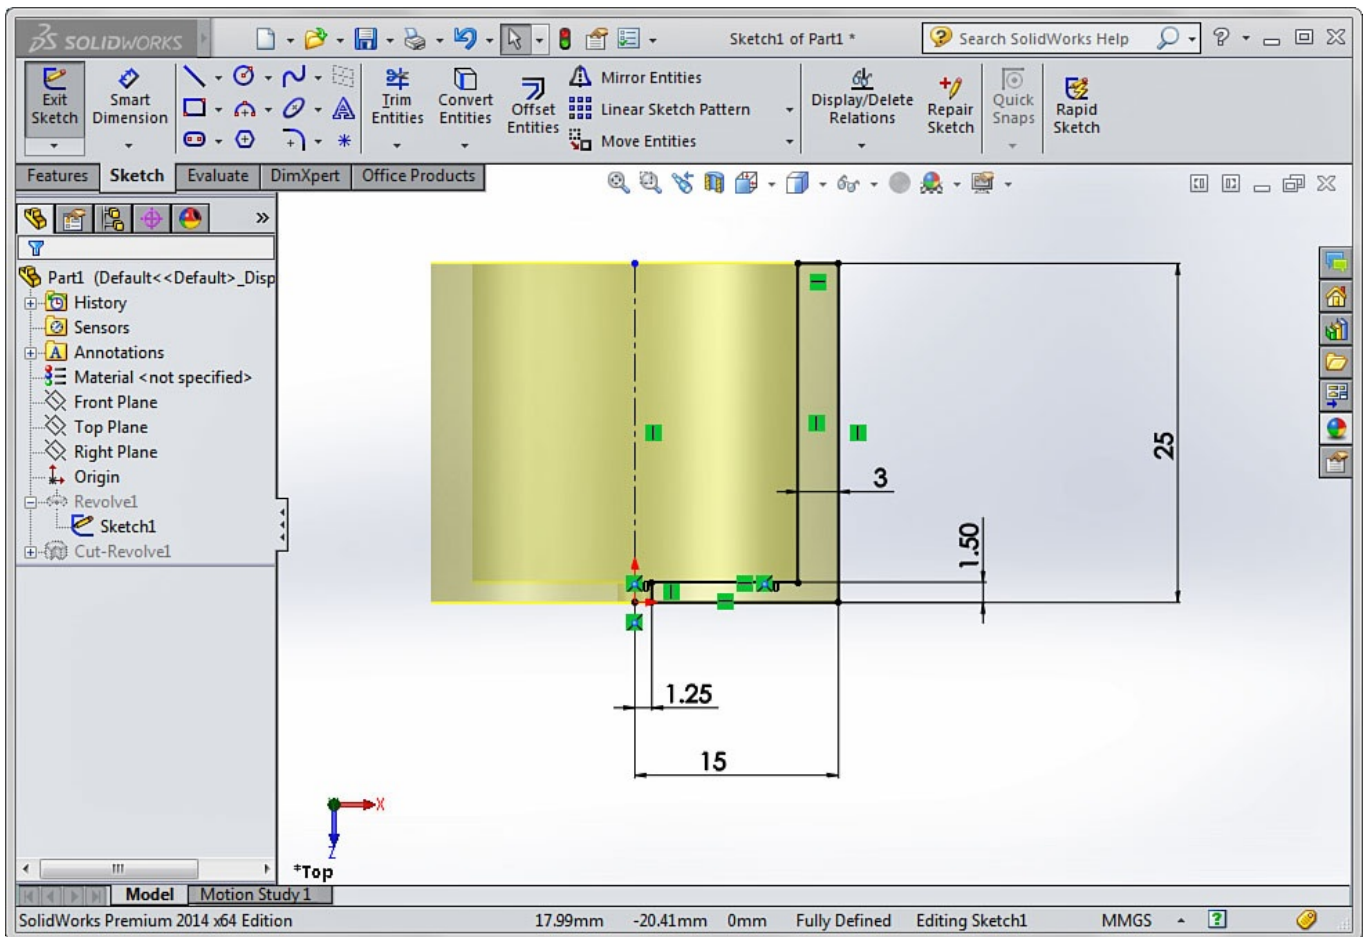 SOLIDWORKS
Sketch1 of Part1 *
Search SolidWorks Help
Exit Sketch
Smart Dimension
Trim Entities
Convert Entities
Offset Entities
Mirror Entities
Linear Sketch Pattern
Move Entities
Display/Delete Relations
Repair Sketch
Quick Snaps
Rapid Sketch
Features Sketch Evaluate DimXpert Office Products
Part1 (Default<<Default>_Disp
History
Sensors
A Annotations
Material <not specified>
Front Plane
Top Plane
Right Plane
Origin
Revolve1
Sketch1
Cut-Revolve1
25
3
1.50
1.25
15
X
Z
*Top
Model Motion Study 1
SolidWorks Premium 2014 x64 Edition 17.99mm -20.41mm 0mm Fully Defined Editing Sketch1 MMGS